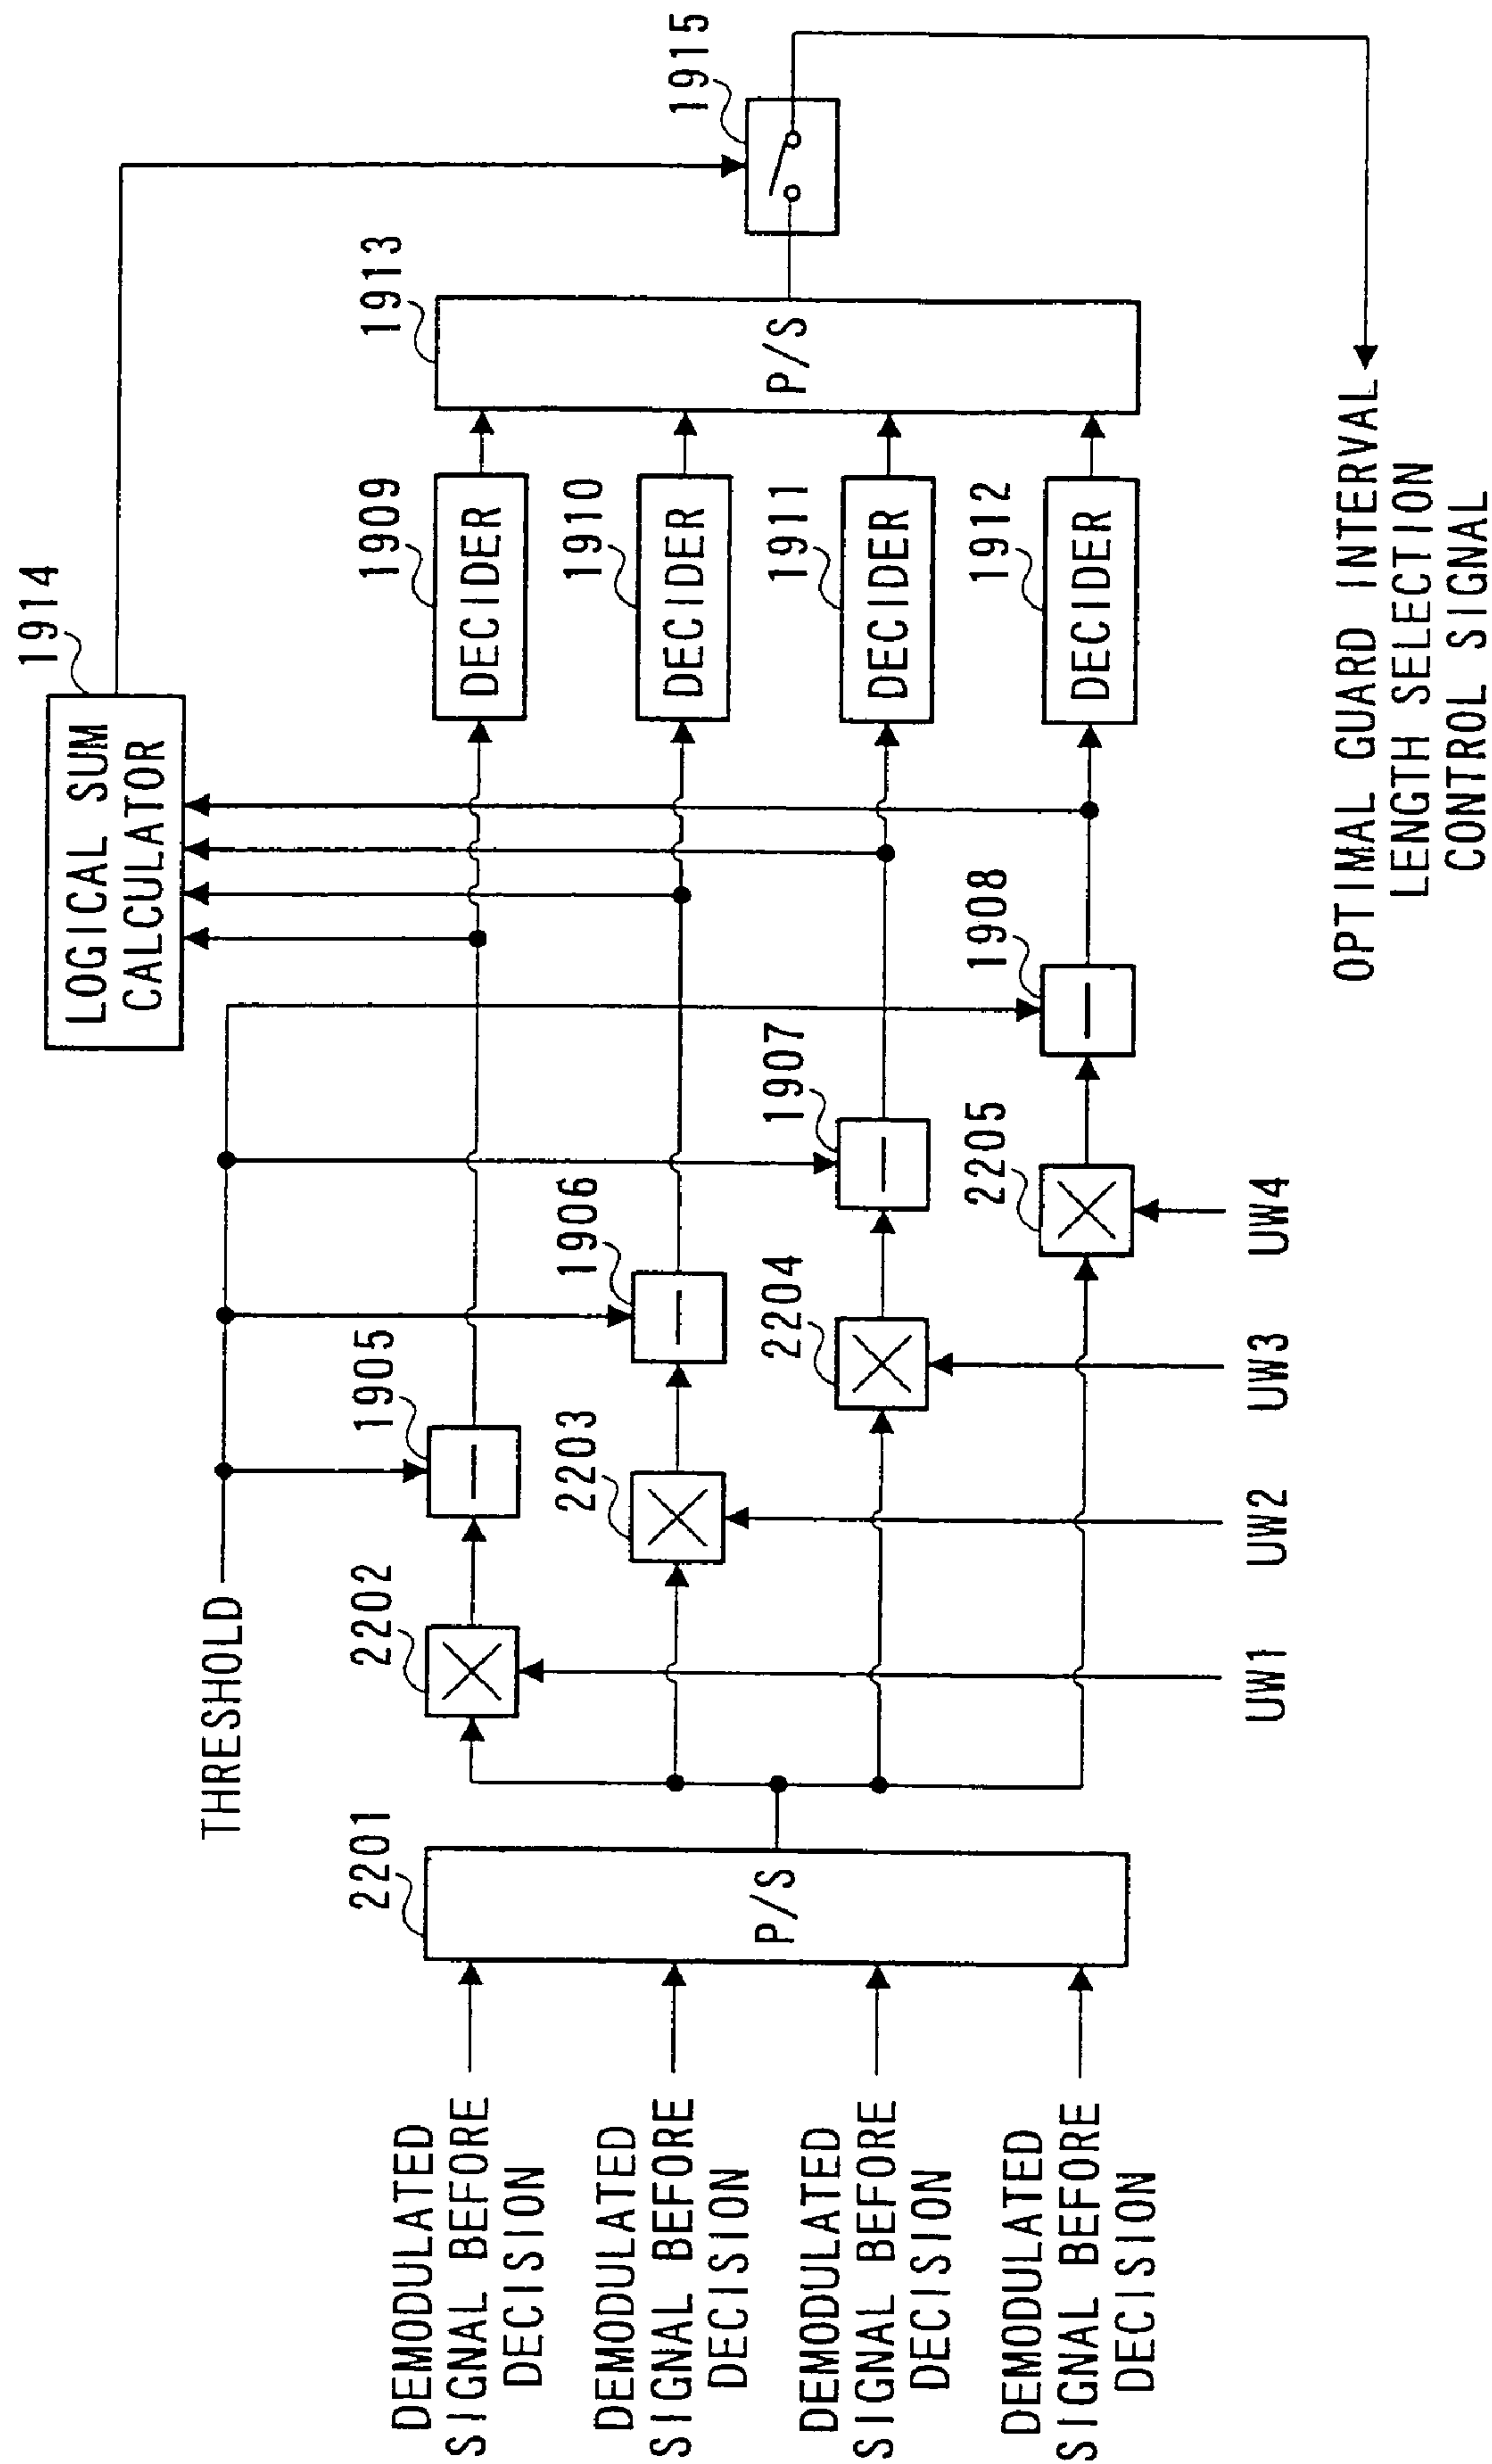 1914
LOGICAL SUM
CALCULATOR
1915
THRESHOLD
2201
2202
1905
1909
1913
DEMODULATED
SIGNAL BEFORE
DECISION
DECIDER
2203
1906
1910
DEMODULATED
SIGNAL BEFORE
DECISION
DECIDER
P/S
P/S
2204
1907
1911
DEMODULATED
SIGNAL BEFORE
DECISION
DECIDER
2205
1908
1912
DEMODULATED
SIGNAL BEFORE
DECISION
DECIDER
UW1
UW2
UW3
UW4
OPTIMAL GUARD INTERVAL
LENGTH SELECTION
CONTROL SIGNAL